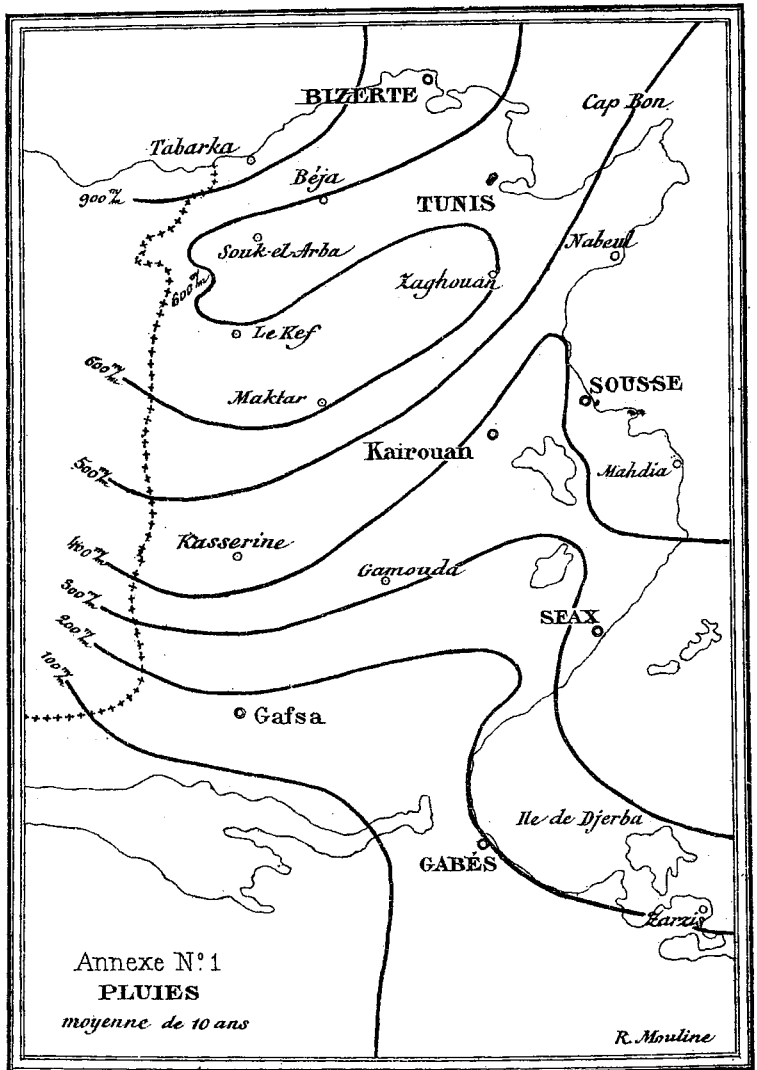 BIZERTE
Cap Bon
Tabarka
Béja
900 m/m
TUNIS
Souk-el-Arba
Nabeul
600 m/m
Zaghouan
Le Kef
600 m/m
SOUSSE
Maktar
Kairouan
500 m/m
Mahdia
400 m/m
Kasserine
Gamouda
300 m/m
SFAX
200 m/m
100 m/m
Gafsa
Ile de Djerba
GABÉS
Zarzis
Annexe N.º 1
PLUIES
moyenne de 10 ans
R. Mouline